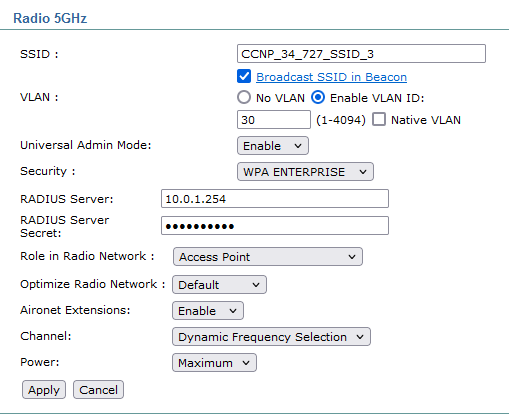 Radio 5GHz
SSID : CCNP_34_727_SSID_3
Broadcast SSID in Beacon
VLAN : No VLAN Enable VLAN ID:
30 (1-4094) Native VLAN
Universal Admin Mode: Enable
Security : WPA ENTERPRISE
RADIUS Server: 10.0.1.254
RADIUS Server
Secret: ••••••••••
Role in Radio Network : Access Point
Optimize Radio Network : Default
Aironet Extensions: Enable
Channel: Dynamic Frequency Selection
Power: Maximum
Apply Cancel